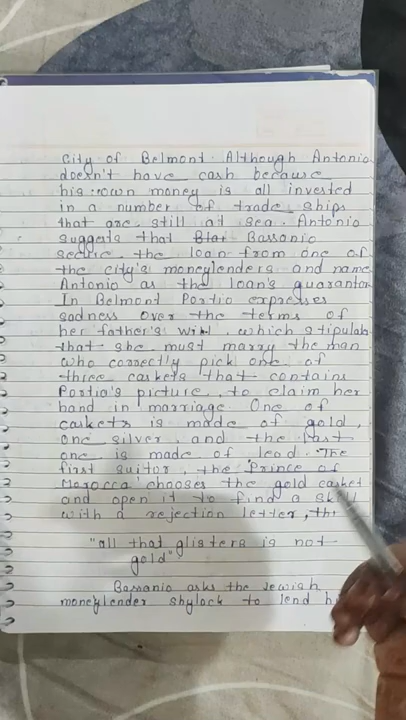 City of Belmont. Although Antonio
doesn't have cash because
his own money is all invested
in a number of trade ships
that are still at sea. Antonio
suggests that Bassanio
secure the loan from one of
the city's moneylenders and name
Antonio as the loan's guarantor
In Belmont Portia expresses
sadness over the terms of
her father's will, which stipulab
that she must marry the man
who correctly pick one of
three caskets that contains
Portia's picture, to claim her
hand in marriage. One of
caskets is made of gold,
one silver, and the last
one is made of lead. The
first suitor, the Prince of
Morocca chooses the gold casket
and open it to find a skill
with a rejection letter, th
"all that glisters is not
gold"
Bassanio asks the Jewish
moneylender shylock to lend h